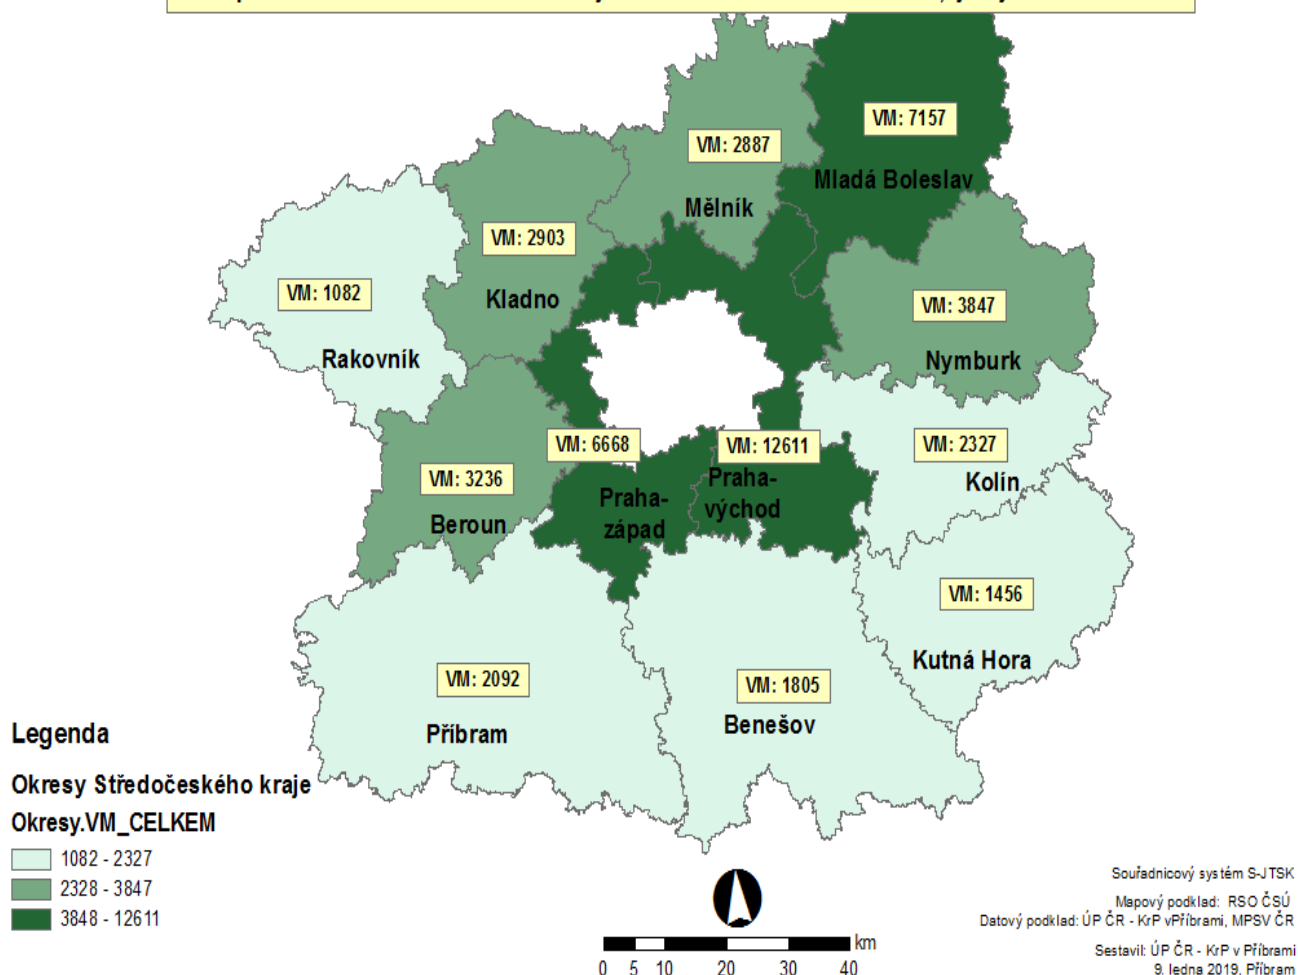 VM: 7157
VM: 2887
Mladá Boleslav
Mělník
VM: 2903
VM: 1082
Kladno
VM: 3847
Rakovník
Nymburk
VM: 6668
VM: 12611
VM: 2327
VM: 3236
Kolín
Praha-
východ
Praha-
západ
Beroun
VM: 1456
Kutná Hora
VM: 2092
VM: 1805
Příbram
Benešov
Legenda
Okresy Středočeského kraje
Okresy.VM_CELKEM
1082 - 2327
2328 - 3847
3848 - 12611
km
0 5 10 20 30 40
Souřadnicový systém S-JTSK
Mapový podklad: RSO ČSÚ
Datový podklad: ÚP ČR - KrP vPříbrami, MPSV ČR
Sestavil: ÚP ČR - KrP v Příbrami
9. ledna 2019, Příbram